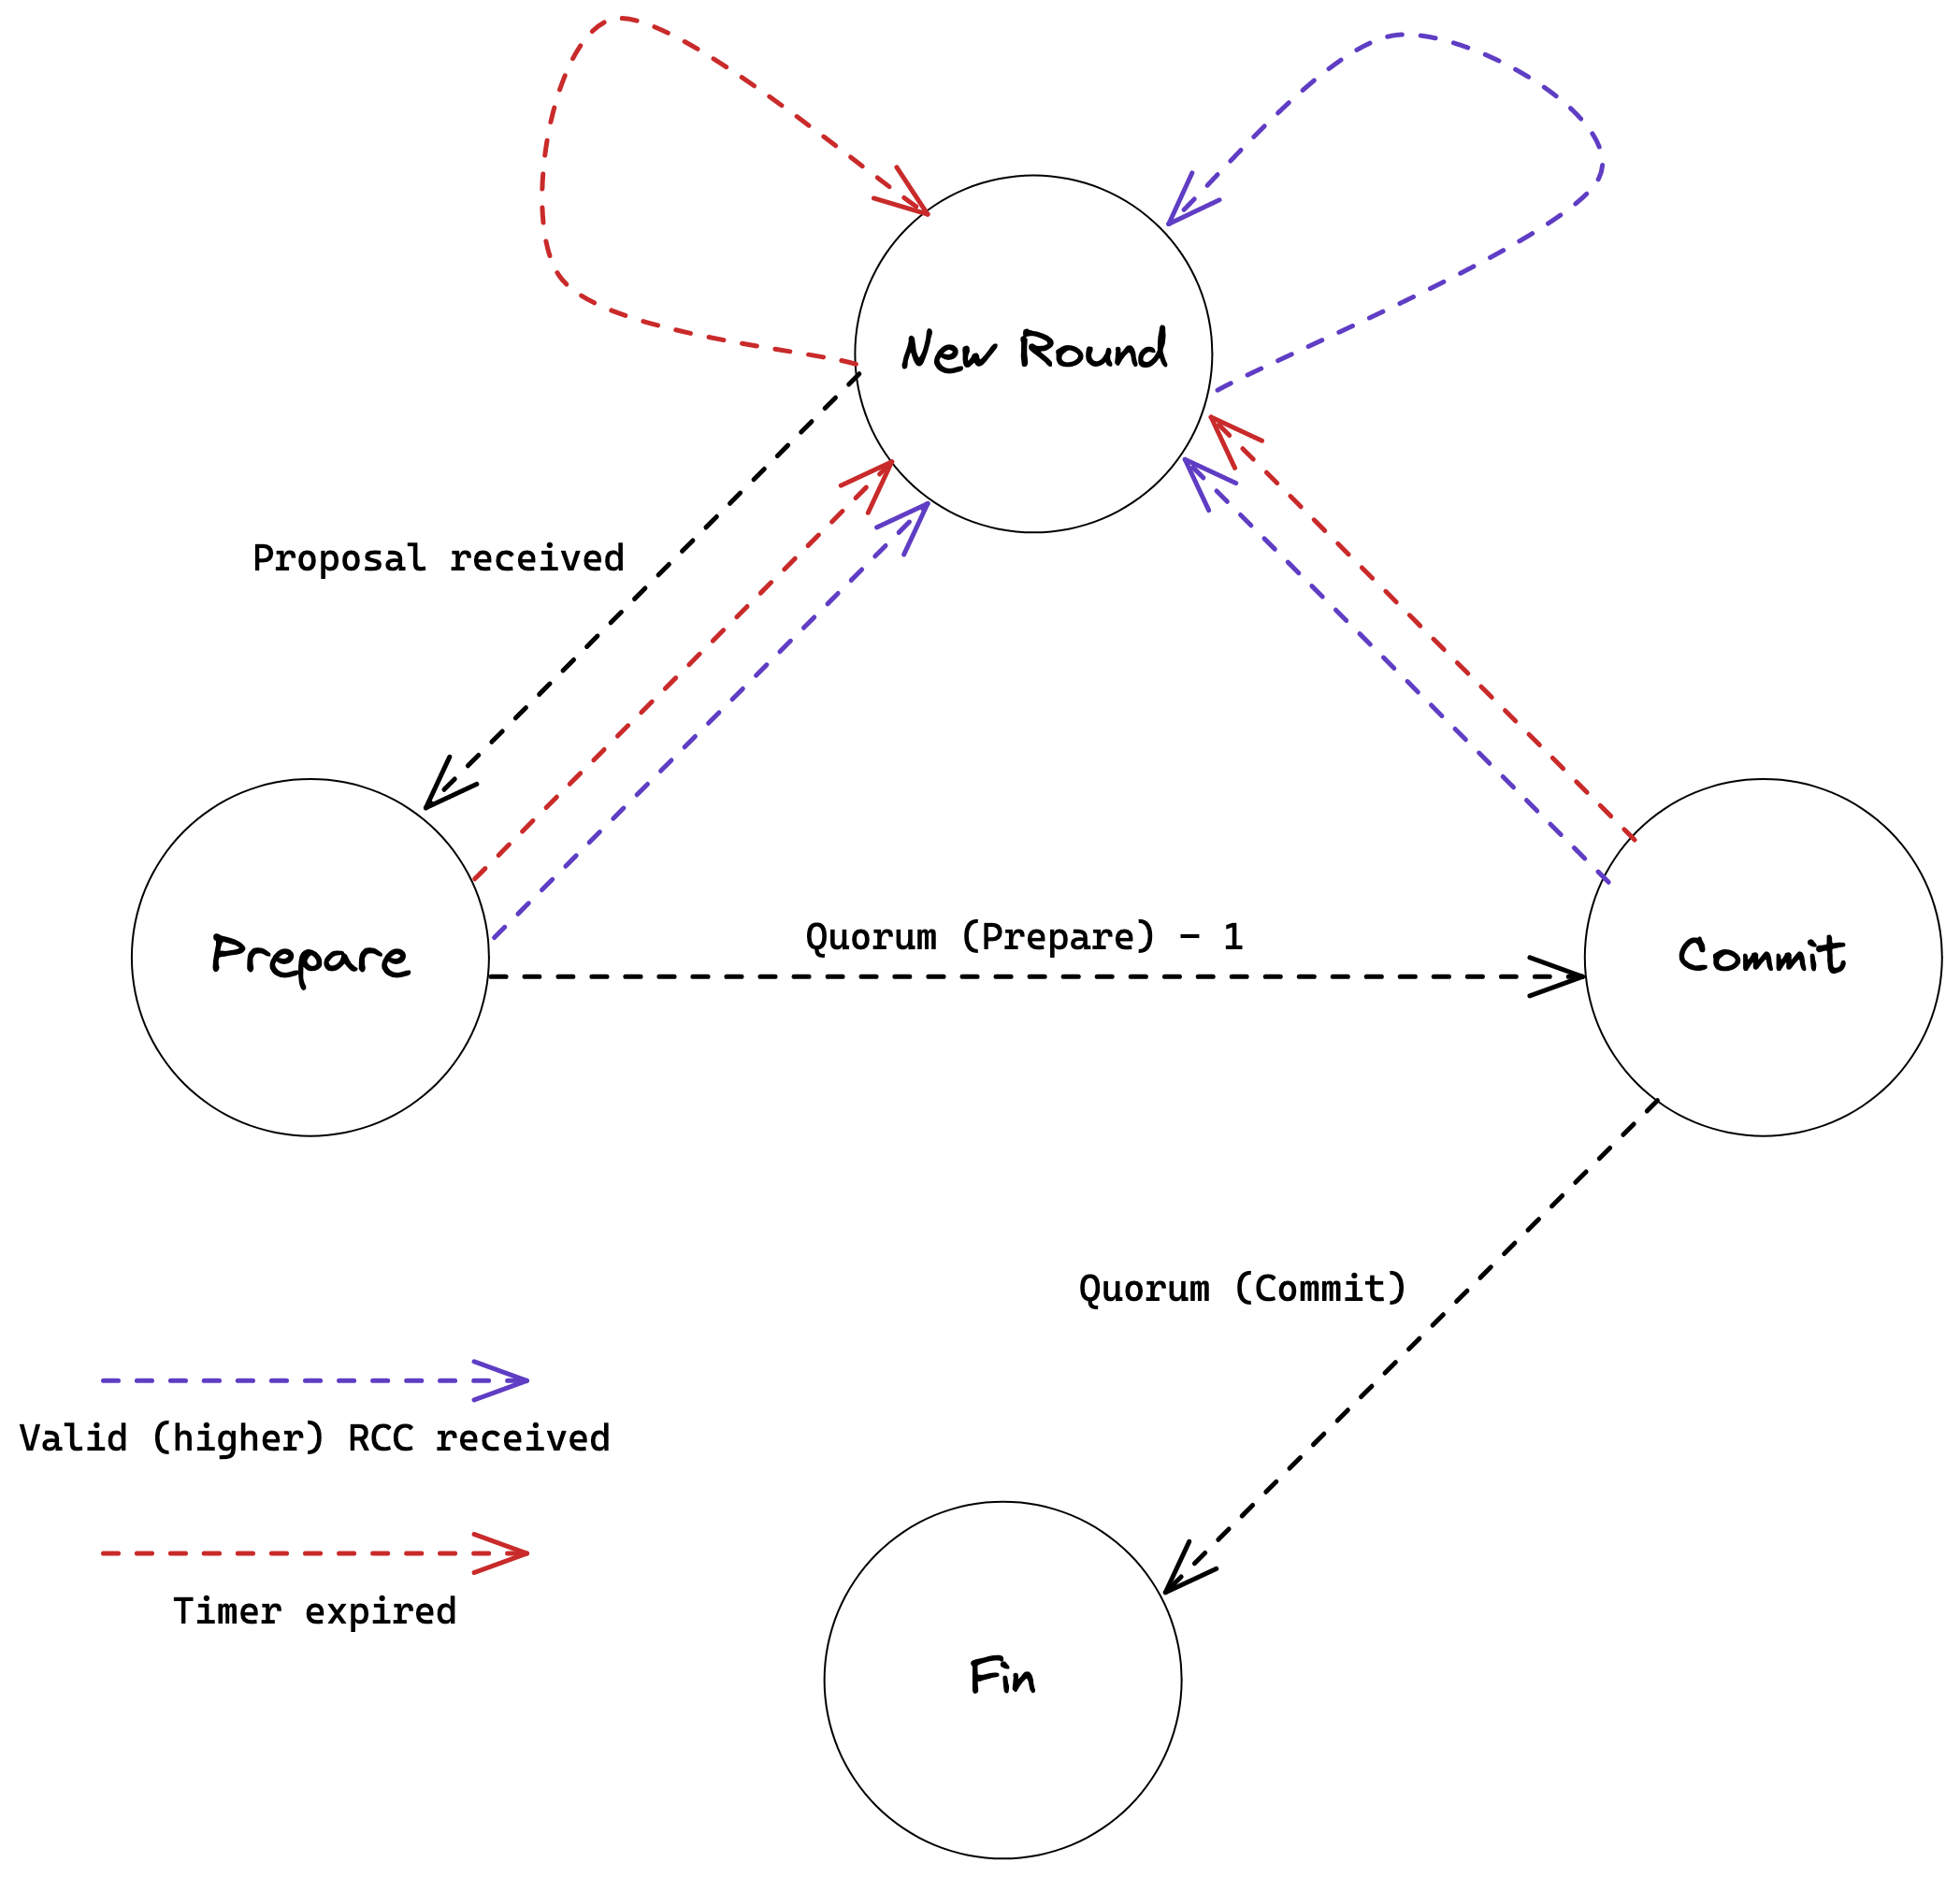 New Round
Proposal received
Quorum (Prepare) - 1
Prepare
Commit
Quorum (Commit)
Valid (higher) RCC received
Timer expired
Fin